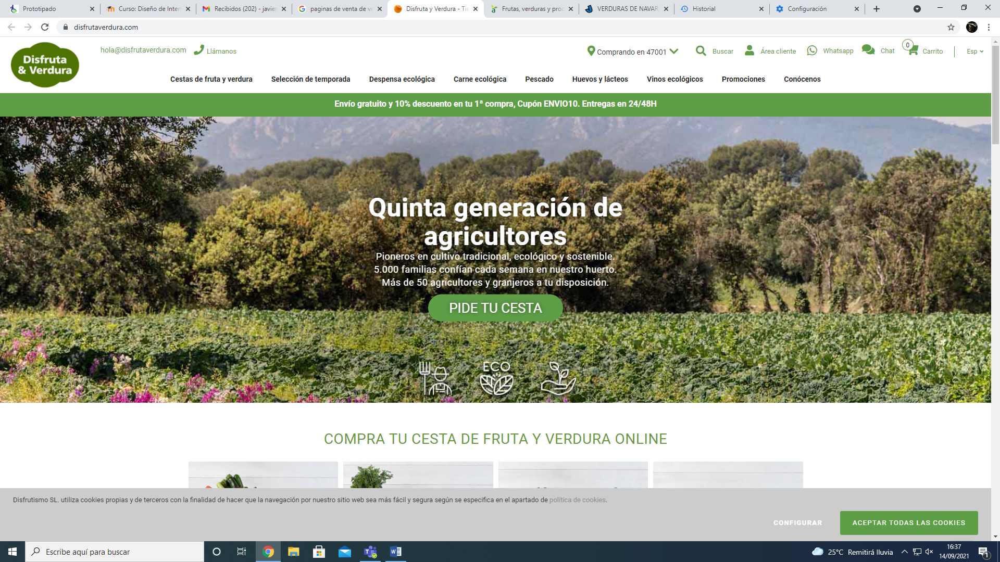 Prototipado
Curso: Diseño de Inter
Recibidos (202) - javier
paginas de venta de ve
Disfruta y Verdura - Tie
Frutas, verduras y prod
VERDURAS DE NAVAR
Historial
Configuración
disfrutaverdura.com
Disfruta
& Verdura
hola@disfrutaverdura.com
Llámanos
Comprando en 47001
Buscar
Área cliente
Whatsapp
Chat
0
Carrito
Esp
Cestas de fruta y verdura
Selección de temporada
Despensa ecológica
Carne ecológica
Pescado
Huevos y lácteos
Vinos ecológicos
Promociones
Conócenos
Envío gratuito y 10% descuento en tu 1ª compra, Cupón ENVIO10. Entregas en 24/48H
Quinta generación de
agricultores
Pioneros en cultivo tradicional, ecológico y sostenible.
5.000 familias confían cada semana en nuestro huerto.
Más de 50 agricultores y granjeros a tu disposición.
PIDE TU CESTA
ECO
COMPRA TU CESTA DE FRUTA Y VERDURA ONLINE
Disfrutismo SL. utiliza cookies propias y de terceros con la finalidad de hacer que la navegación por nuestro sitio web sea más fácil y segura según se especifica en el apartado de política de cookies.
CONFIGURAR
ACEPTAR TODAS LAS COOKIES
Escribe aquí para buscar
25°C Remitirá lluvia
16:37
14/09/2021
1